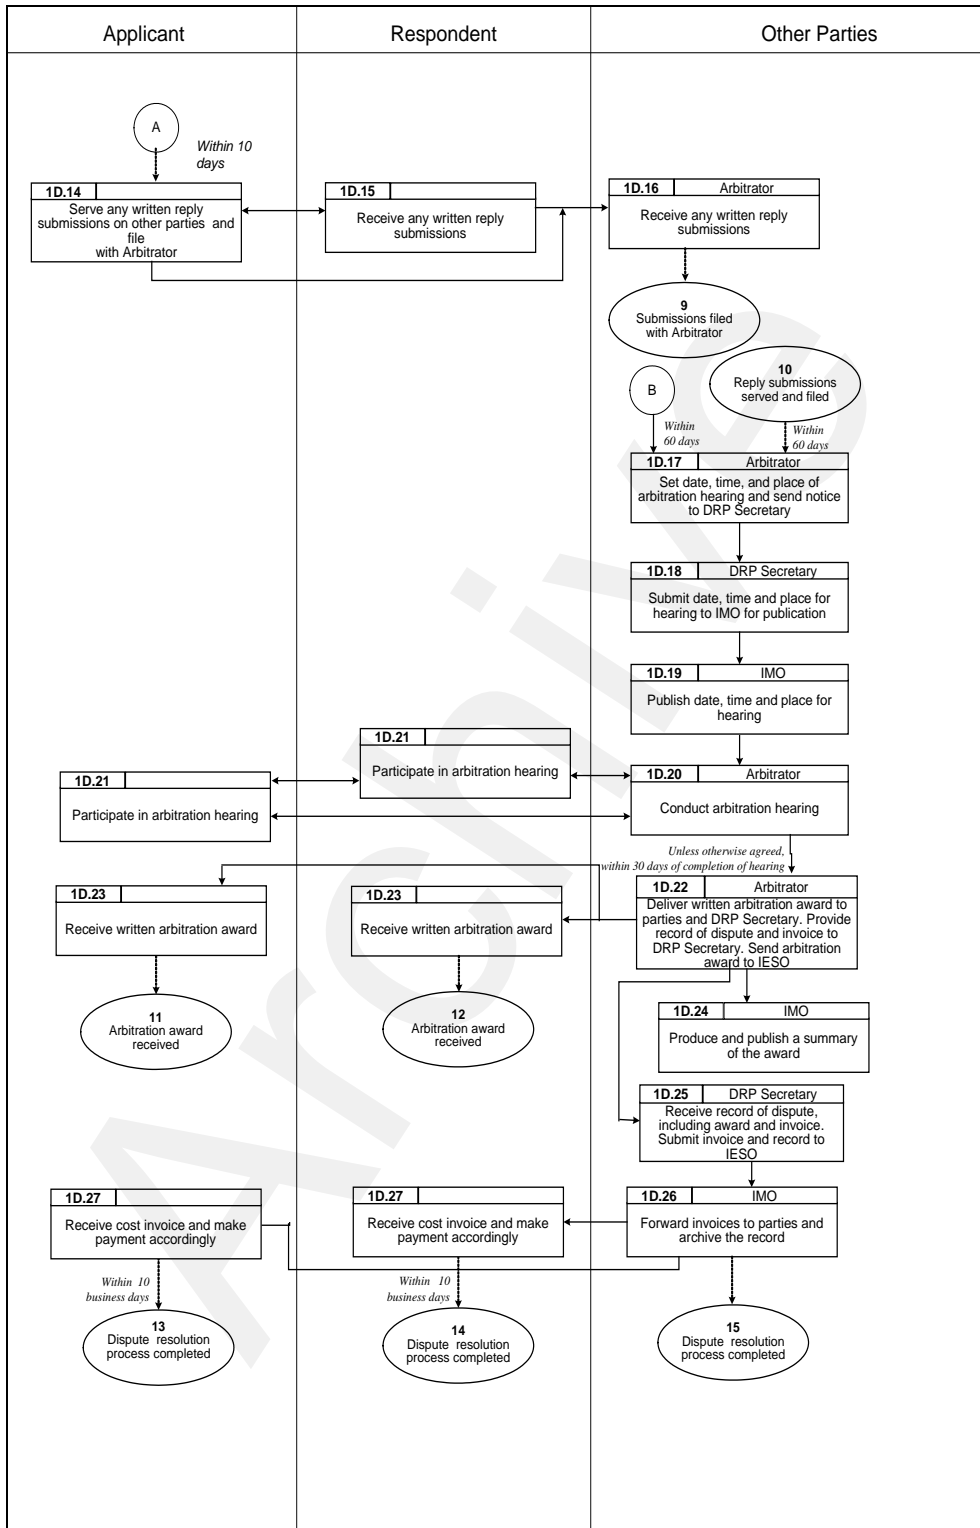 Applicant
Respondent
Other Parties
A
Within 10
days
1D.14
Serve any written reply
submissions on other parties and
file
with Arbitrator
1D.15
Receive any written reply
submissions
1D.16 Arbitrator
Receive any written reply
submissions
9
Submissions filed
with Arbitrator
10
Reply submissions
served and filed
B
Within
60 days
Within
60 days
1D.17 Arbitrator
Set date, time, and place of
arbitration hearing and send notice
to DRP Secretary
1D.18 DRP Secretary
Submit date, time and place for
hearing to IMO for publication
1D.19 IMO
Publish date, time and place for
hearing
1D.21
Participate in arbitration hearing
1D.21
Participate in arbitration hearing
1D.20 Arbitrator
Conduct arbitration hearing
Unless otherwise agreed,
within 30 days of completion of hearing
1D.23
Receive written arbitration award
1D.23
Receive written arbitration award
1D.22 Arbitrator
Deliver written arbitration award to
parties and DRP Secretary. Provide
record of dispute and invoice to
DRP Secretary. Send arbitration
award to IESO
11
Arbitration award
received
12
Arbitration award
received
1D.24 IMO
Produce and publish a summary
of the award
1D.25 DRP Secretary
Receive record of dispute,
including award and invoice.
Submit invoice and record to
IESO
1D.27
Receive cost invoice and make
payment accordingly
1D.27
Receive cost invoice and make
payment accordingly
1D.26 IMO
Forward invoices to parties and
archive the record
Within 10
business days
Within 10
business days
13
Dispute resolution
process completed
14
Dispute resolution
process completed
15
Dispute resolution
process completed
Archive